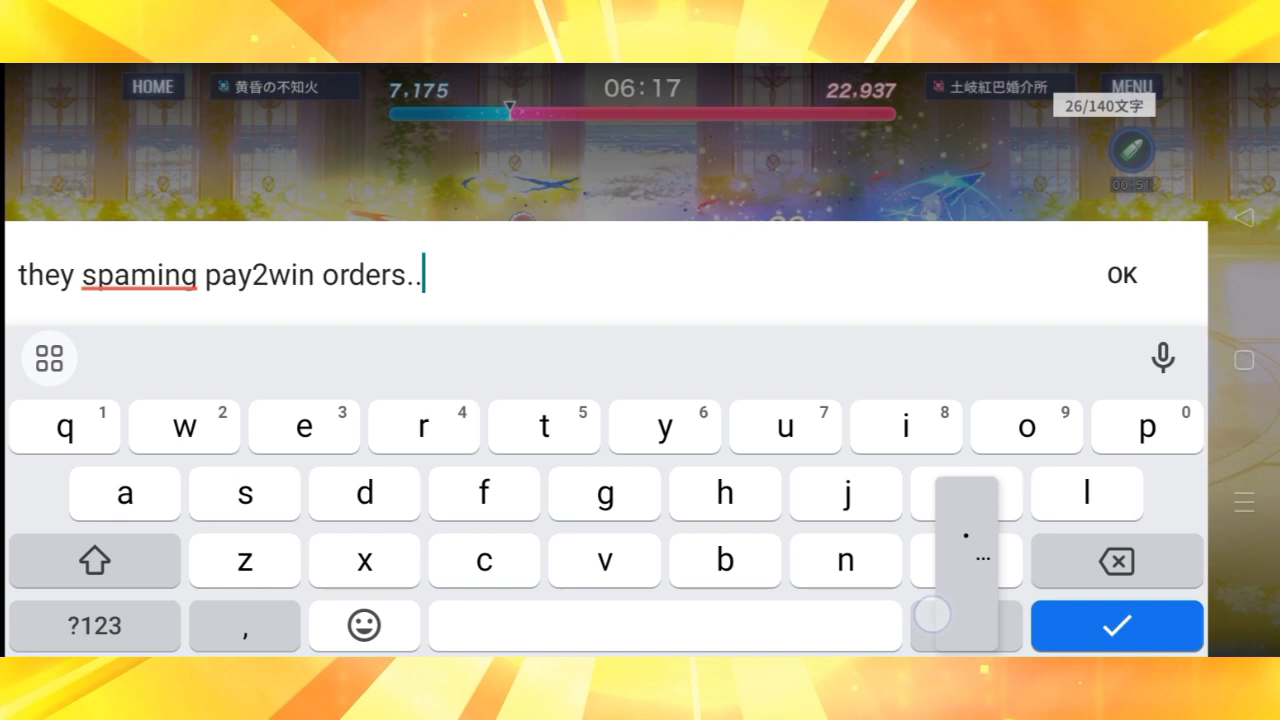 HOME
黄昏の不知火
7,175
06:17
22,937
土岐紅巴婚介所
MENU
26/140文字
00:51
they spaming pay2win orders..
OK
q 1 w 2 e 3 r 4 t 5 y 6 u 7 i 8 o 9 p 0
a s d f g h j l
z x c v b n . …
?123 ,